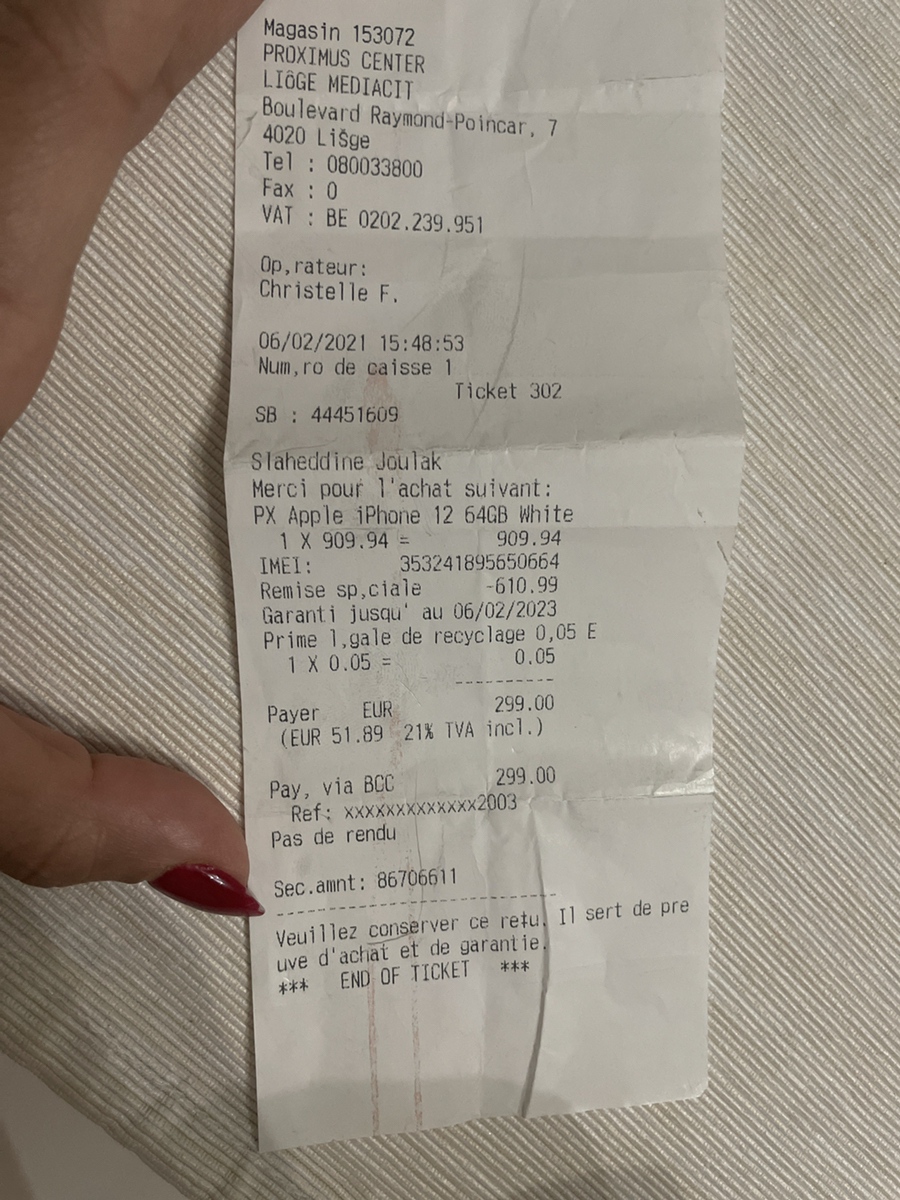 Magasin 153072
PROXIMUS CENTER
LIôGE MEDIACIT
Boulevard Raymond-Poincar, 7
4020 LiŠge
Tel : 080033800
Fax : 0
VAT : BE 0202.239.951
Op,rateur:
Christelle F.
06/02/2021 15:48:53
Num,ro de caisse 1
Ticket 302
SB : 44451609
Slaheddine Joulak
Merci pour l'achat suivant:
PX Apple iPhone 12 64GB White
1 X 909.94 = 909.94
IMEI: 353241895650664
Remise sp,ciale -610.99
Garanti jusqu' au 06/02/2023
Prime l,gale de recyclage 0,05 E
1 X 0.05 = 0.05
----------
Payer EUR 299.00
(EUR 51.89 21% TVA incl.)
Pay, via BCC 299.00
Ref: xxxxxxxxxxxxx2003
Pas de rendu
Sec.amnt: 86706611
--------------------------------
Veuillez conserver ce re‡u. Il sert de pre
uve d'achat et de garantie.
*** END OF TICKET ***